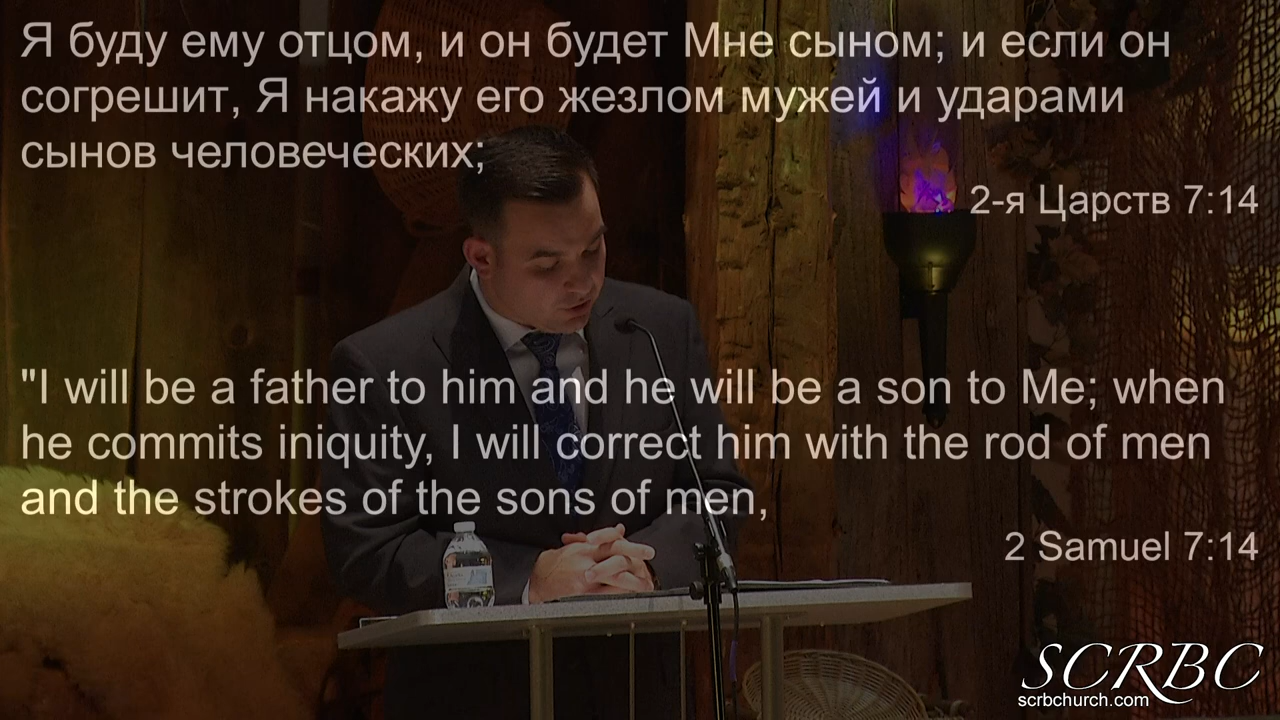 Я буду ему отцом, и он будет Мне сыном; и если он
согрешит, Я накажу его жезлом мужей и ударами
сынов человеческих;
2-я Царств 7:14
"I will be a father to him and he will be a son to Me; when
he commits iniquity, I will correct him with the rod of men
and the strokes of the sons of men,
2 Samuel 7:14
SCRBC
scrbchurch.com